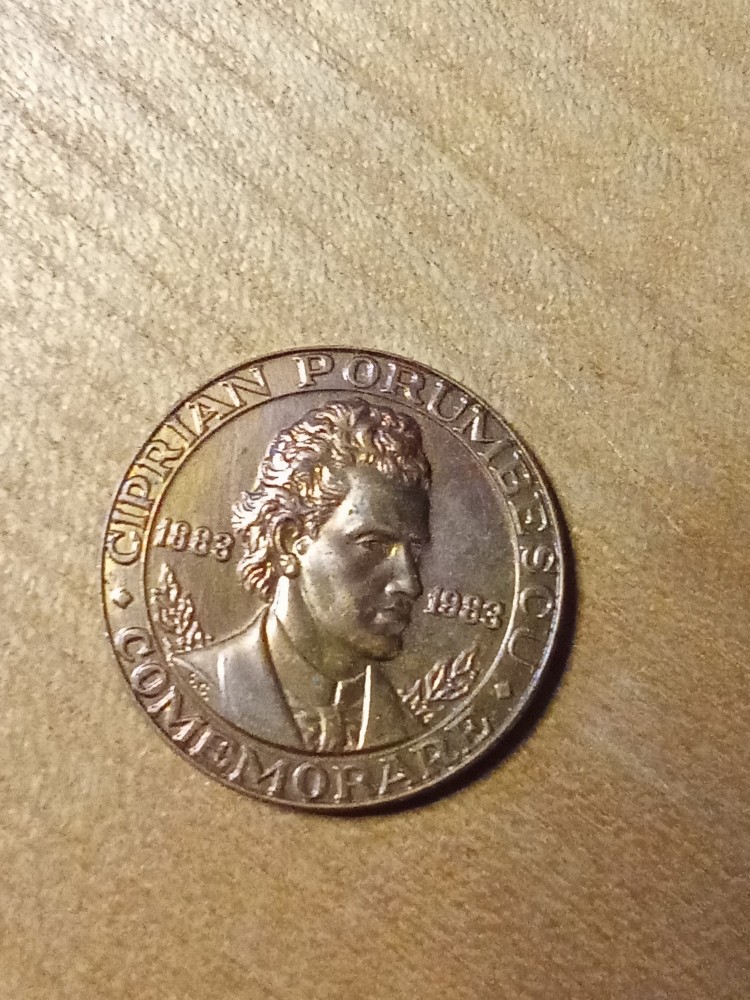 CIPRIAN PORUMBESCU
1883
1983
COMEMORARE